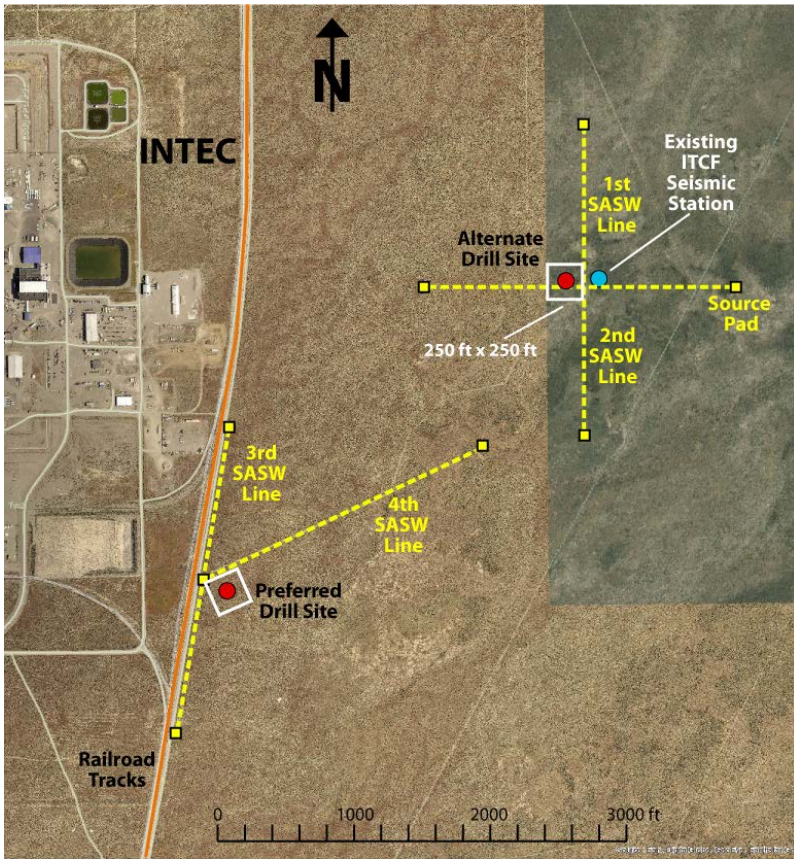 N
INTEC
Existing
ITCF
Seismic
Station
1st
SASW
Line
Alternate
Drill Site
Source
Pad
250 ft x 250 ft
2nd
SASW
Line
3rd
SASW
Line
4th
SASW
Line
Preferred
Drill Site
Railroad
Tracks
0 1000 2000 3000 ft